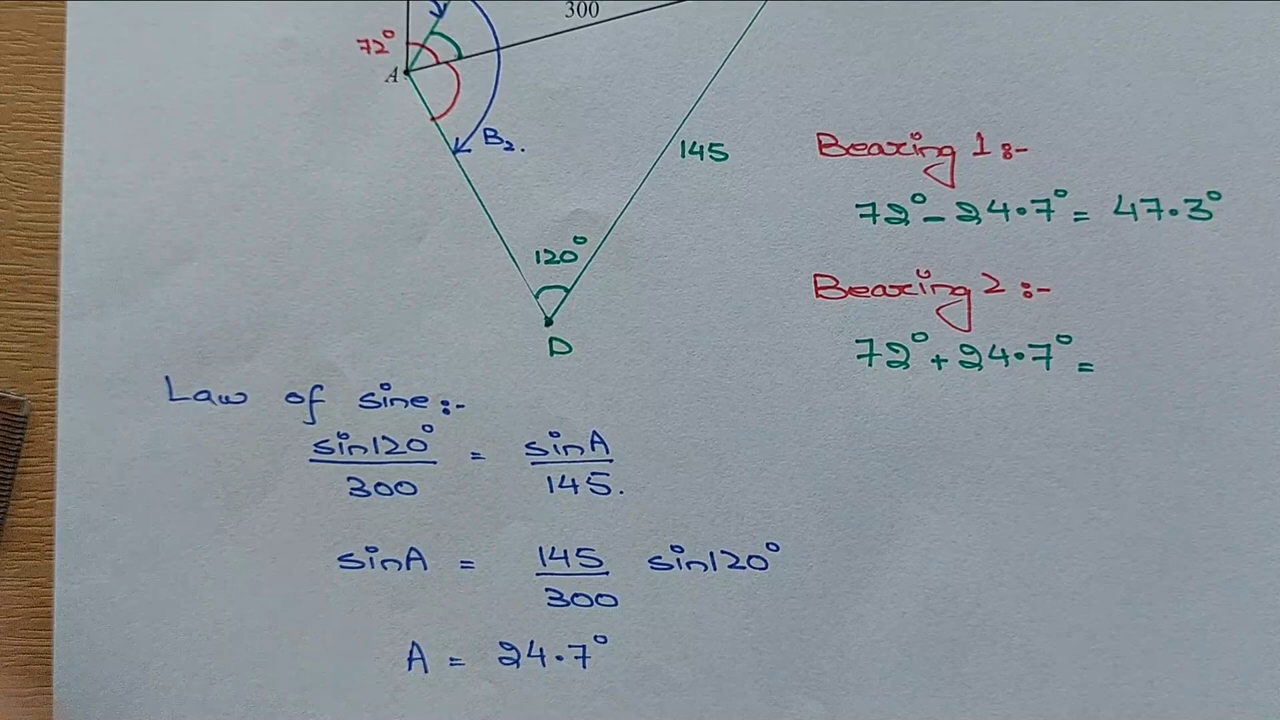 300
72°
A
B₂.
145
120°
D
Bearing 1:-
72° - 24.7° = 47.3°
Bearing 2:-
72° + 24.7° =
Law of sine:-
sin120°/300 = sinA/145.
sinA = 145/300 sin120°
A = 24.7°